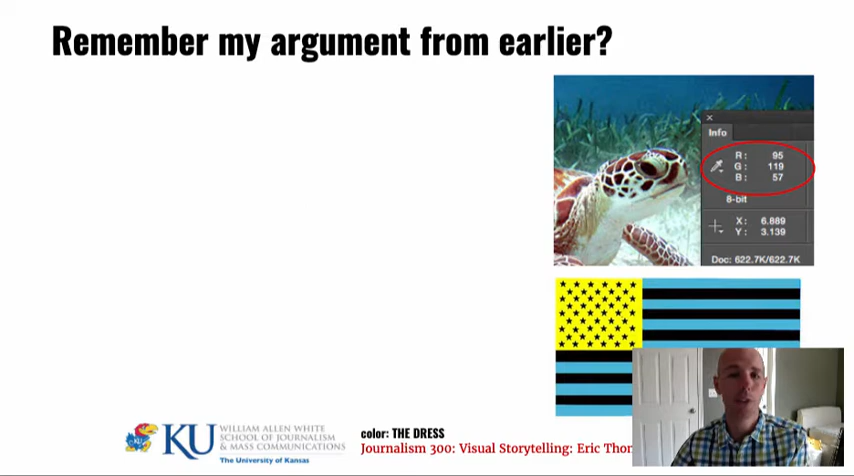 Remember my argument from earlier?
Info
R: 95
G: 119
B: 57
8-bit
X: 6.889
Y: 3.139
Doc: 622.7K/622.7K
KU
WILLIAM ALLEN WHITE
SCHOOL OF JOURNALISM
& MASS COMMUNICATIONS
The University of Kansas
color: THE DRESS
Journalism 300: Visual Storytelling: Eric